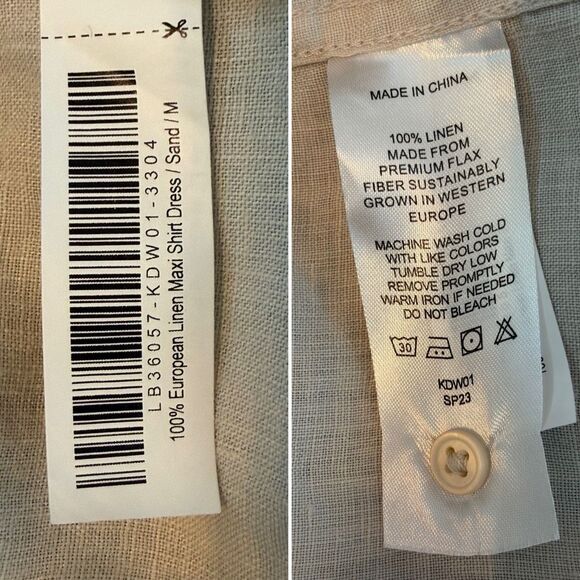 LB36057-KDW01-3304
100% European Linen Maxi Shirt Dress / Sand / M
MADE IN CHINA
100% LINEN
MADE FROM
PREMIUM FLAX
FIBER SUSTAINABLY
GROWN IN WESTERN
EUROPE
MACHINE WASH COLD
WITH LIKE COLORS
TUMBLE DRY LOW
REMOVE PROMPTLY
WARM IRON IF NEEDED
DO NOT BLEACH
30
KDW01
SP23